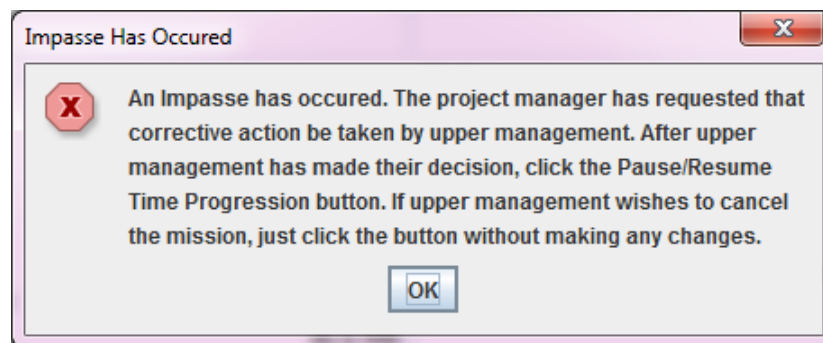 Impasse Has Occured
An Impasse has occured. The project manager has requested that
corrective action be taken by upper management. After upper
management has made their decision, click the Pause/Resume
Time Progression button. If upper management wishes to cancel
the mission, just click the button without making any changes.
OK